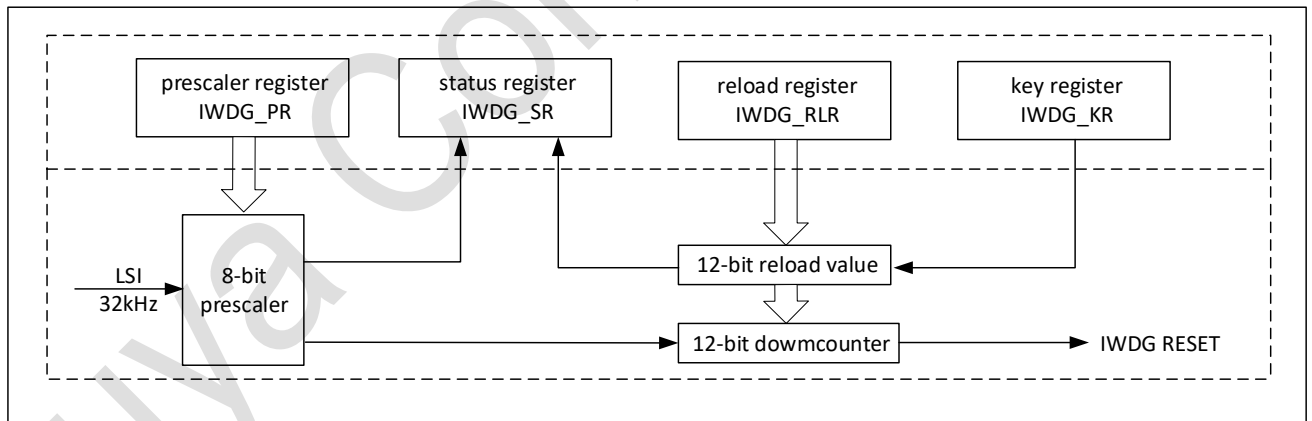 prescaler register
IWDG_PR
status register
IWDG_SR
reload register
IWDG_RLR
key register
IWDG_KR
LSI
32kHz
8-bit
prescaler
12-bit reload value
12-bit dowmcounter
IWDG RESET